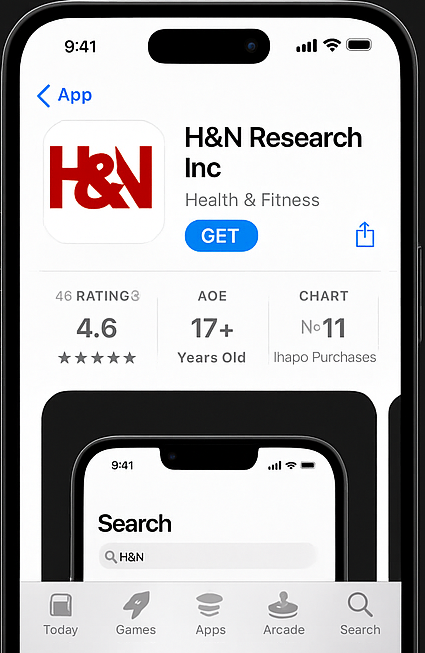 9:41
App
H&N
H&N Research
Inc
Health & Fitness
GET
46 RATING3
AOE
CHART
4.6
17+
No11
Years Old
Ihapo Purchases
9:41
Search
H&N
Today
Games
Apps
Arcade
Search